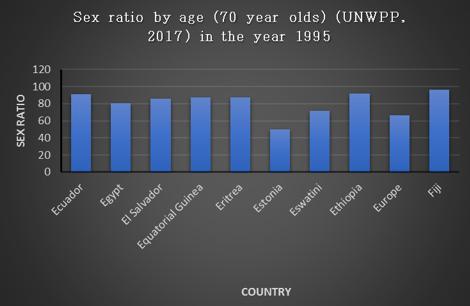 Sex ratio by age (70 year olds) (UNWPP,
2017) in the year 1995
120
100
80
60
40
20
0
SEX RATIO
Ecuador
Egypt
El Salvador
Equatorial Guinea
Eritrea
Estonia
Eswatini
Ethiopia
Europe
Fiji
COUNTRY